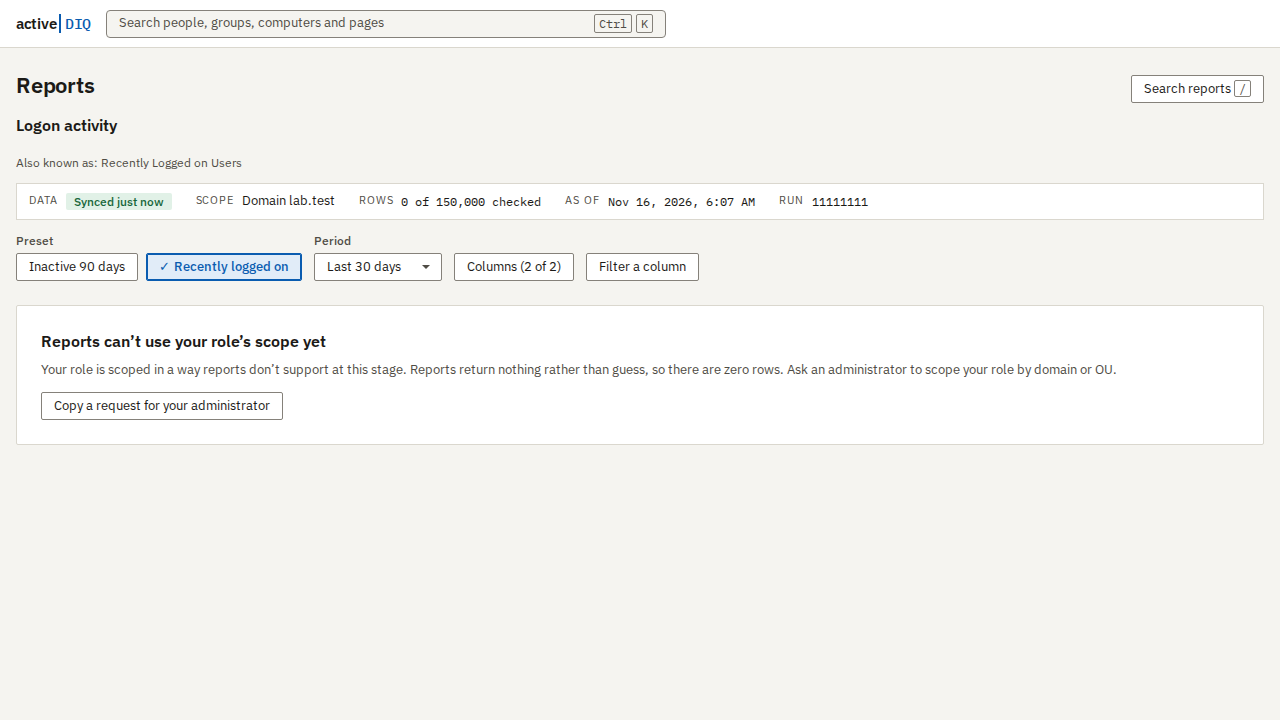 active DIQ
Search people, groups, computers and pages Ctrl K
Reports
Search reports /
Logon activity
Also known as: Recently Logged on Users
DATA Synced just now SCOPE Domain lab.test ROWS 0 of 150,000 checked AS OF Nov 16, 2026, 6:07 AM RUN 11111111
Preset Period
Inactive 90 days ✓ Recently logged on Last 30 days Columns (2 of 2) Filter a column
Reports can’t use your role’s scope yet
Your role is scoped in a way reports don’t support at this stage. Reports return nothing rather than guess, so there are zero rows. Ask an administrator to scope your role by domain or OU.
Copy a request for your administrator